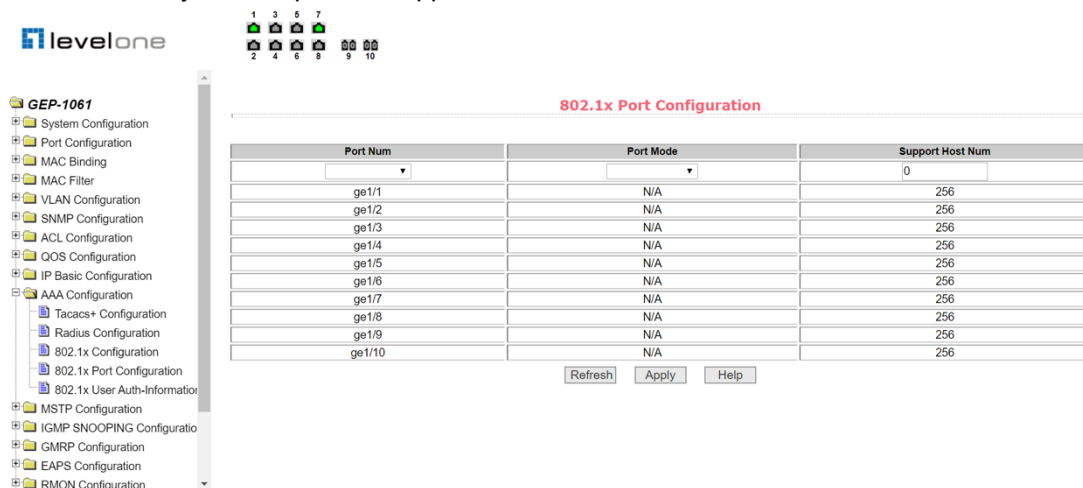 1 3 5 7
levelone
2 4 6 8 9 10
GEP-1061
System Configuration
Port Configuration
MAC Binding
MAC Filter
VLAN Configuration
SNMP Configuration
ACL Configuration
QOS Configuration
IP Basic Configuration
AAA Configuration
Tacacs+ Configuration
Radius Configuration
802.1x Configuration
802.1x Port Configuration
802.1x User Auth-Information
MSTP Configuration
IGMP SNOOPING Configuratio
GMRP Configuration
EAPS Configuration
RMON Configuration
802.1x Port Configuration
Port Num Port Mode Support Host Num
0
ge1/1 N/A 256
ge1/2 N/A 256
ge1/3 N/A 256
ge1/4 N/A 256
ge1/5 N/A 256
ge1/6 N/A 256
ge1/7 N/A 256
ge1/8 N/A 256
ge1/9 N/A 256
ge1/10 N/A 256
Refresh Apply Help